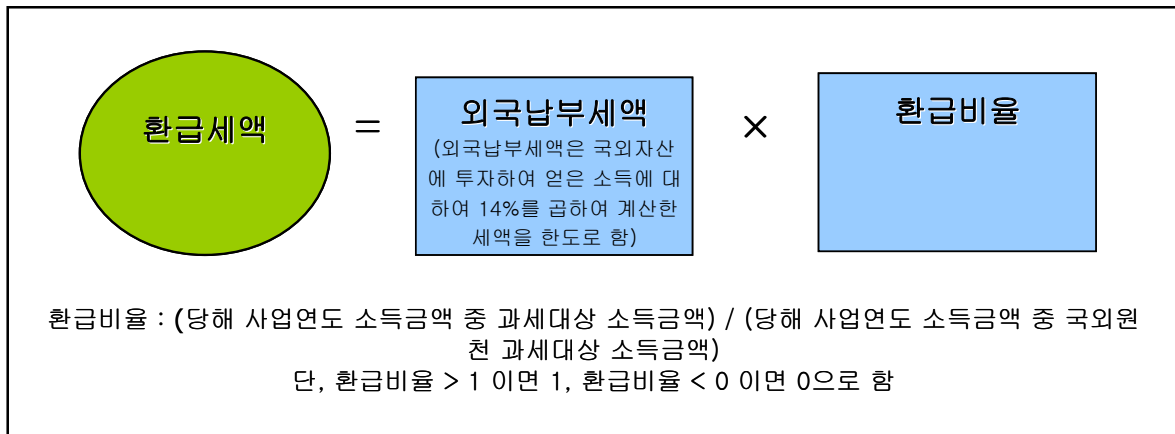 환급세액
=
외국납부세액
(외국납부세액은 국외자산
에 투자하여 얻은 소득에 대
하여 14%를 곱하여 계산한
세액을 한도로 함)
×
환급비율
환급비율 : (당해 사업연도 소득금액 중 과세대상 소득금액) / (당해 사업연도 소득금액 중 국외원
천 과세대상 소득금액)
단, 환급비율 > 1 이면 1, 환급비율 < 0 이면 0으로 함